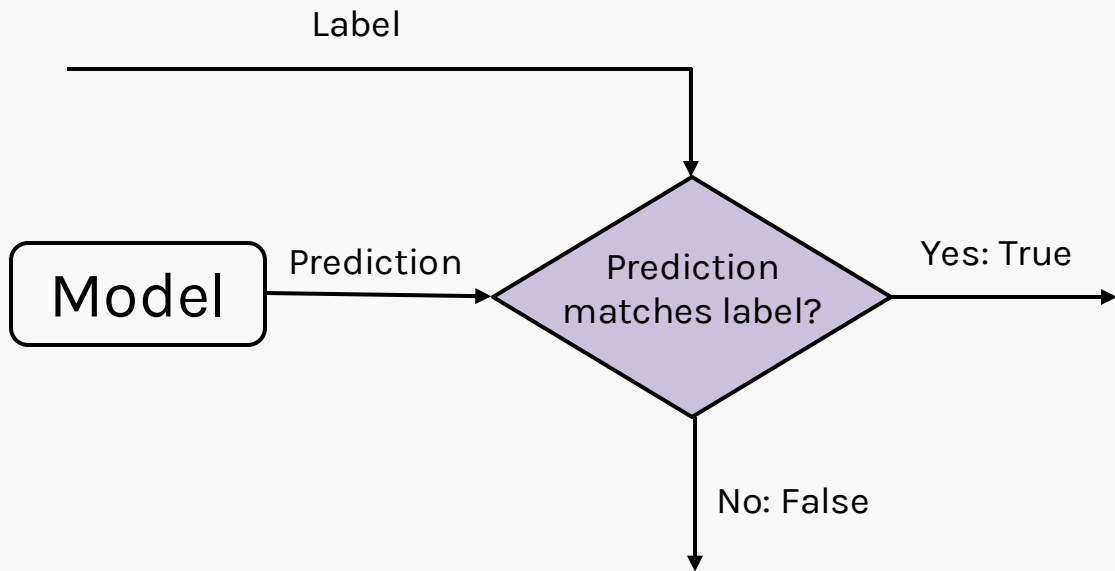 Label
Model
Prediction
Prediction
matches label?
Yes: True
No: False